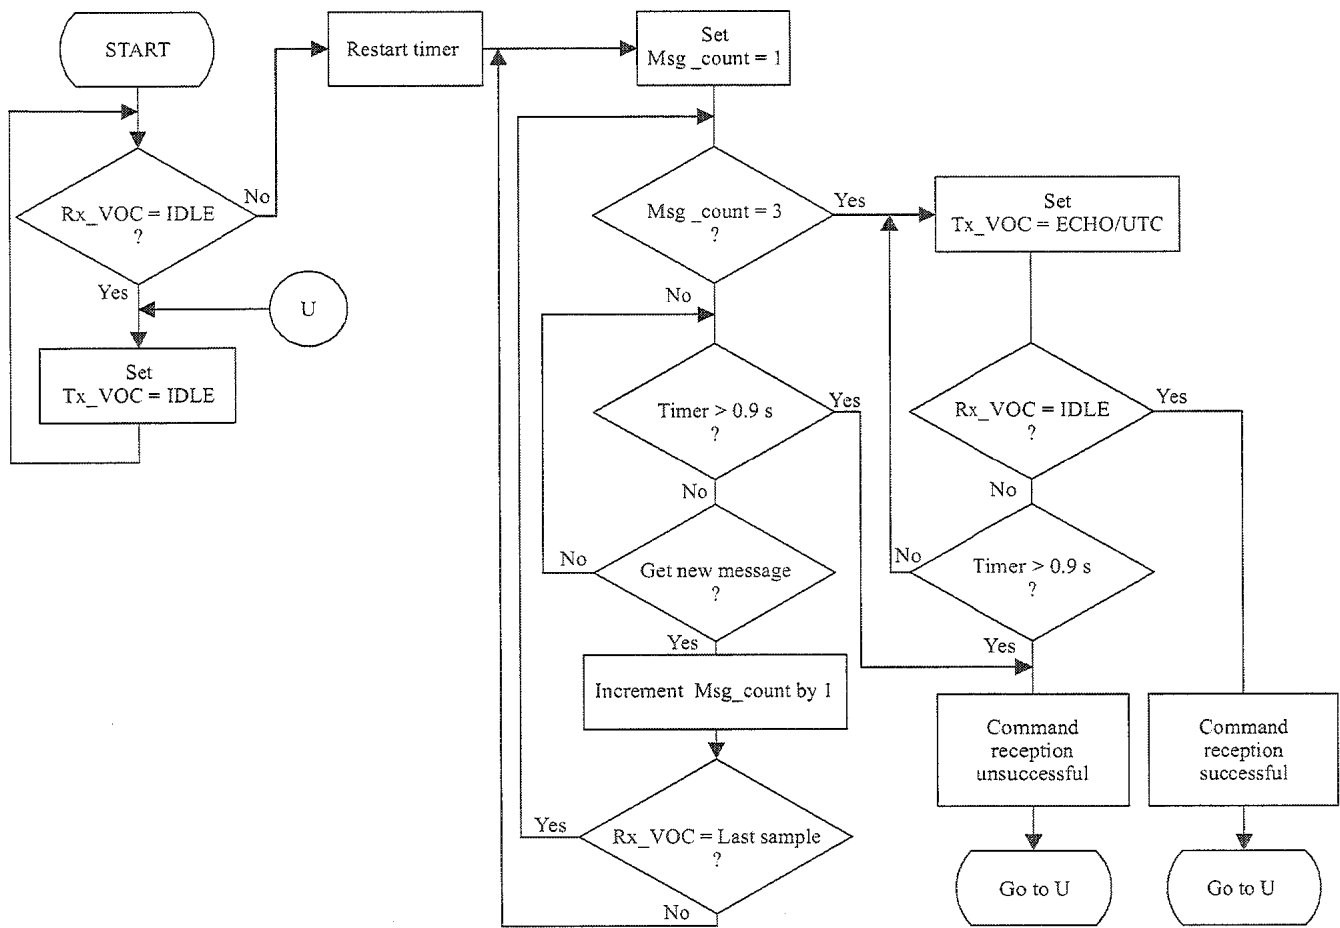 START
Restart timer
Set
Msg _count = 1
Rx_VOC = IDLE
?
No
Yes
U
Set
Tx_VOC = IDLE
Msg _count = 3
?
Yes
No
Set
Tx_VOC = ECHO/UTC
Timer > 0.9 s
?
Yes
No
Rx_VOC = IDLE
?
Yes
No
Get new message
?
No
Yes
Timer > 0.9 s
?
No
Yes
Increment Msg_count by 1
Command
reception
unsuccessful
Command
reception
successful
Rx_VOC = Last sample
?
Yes
No
Go to U
Go to U